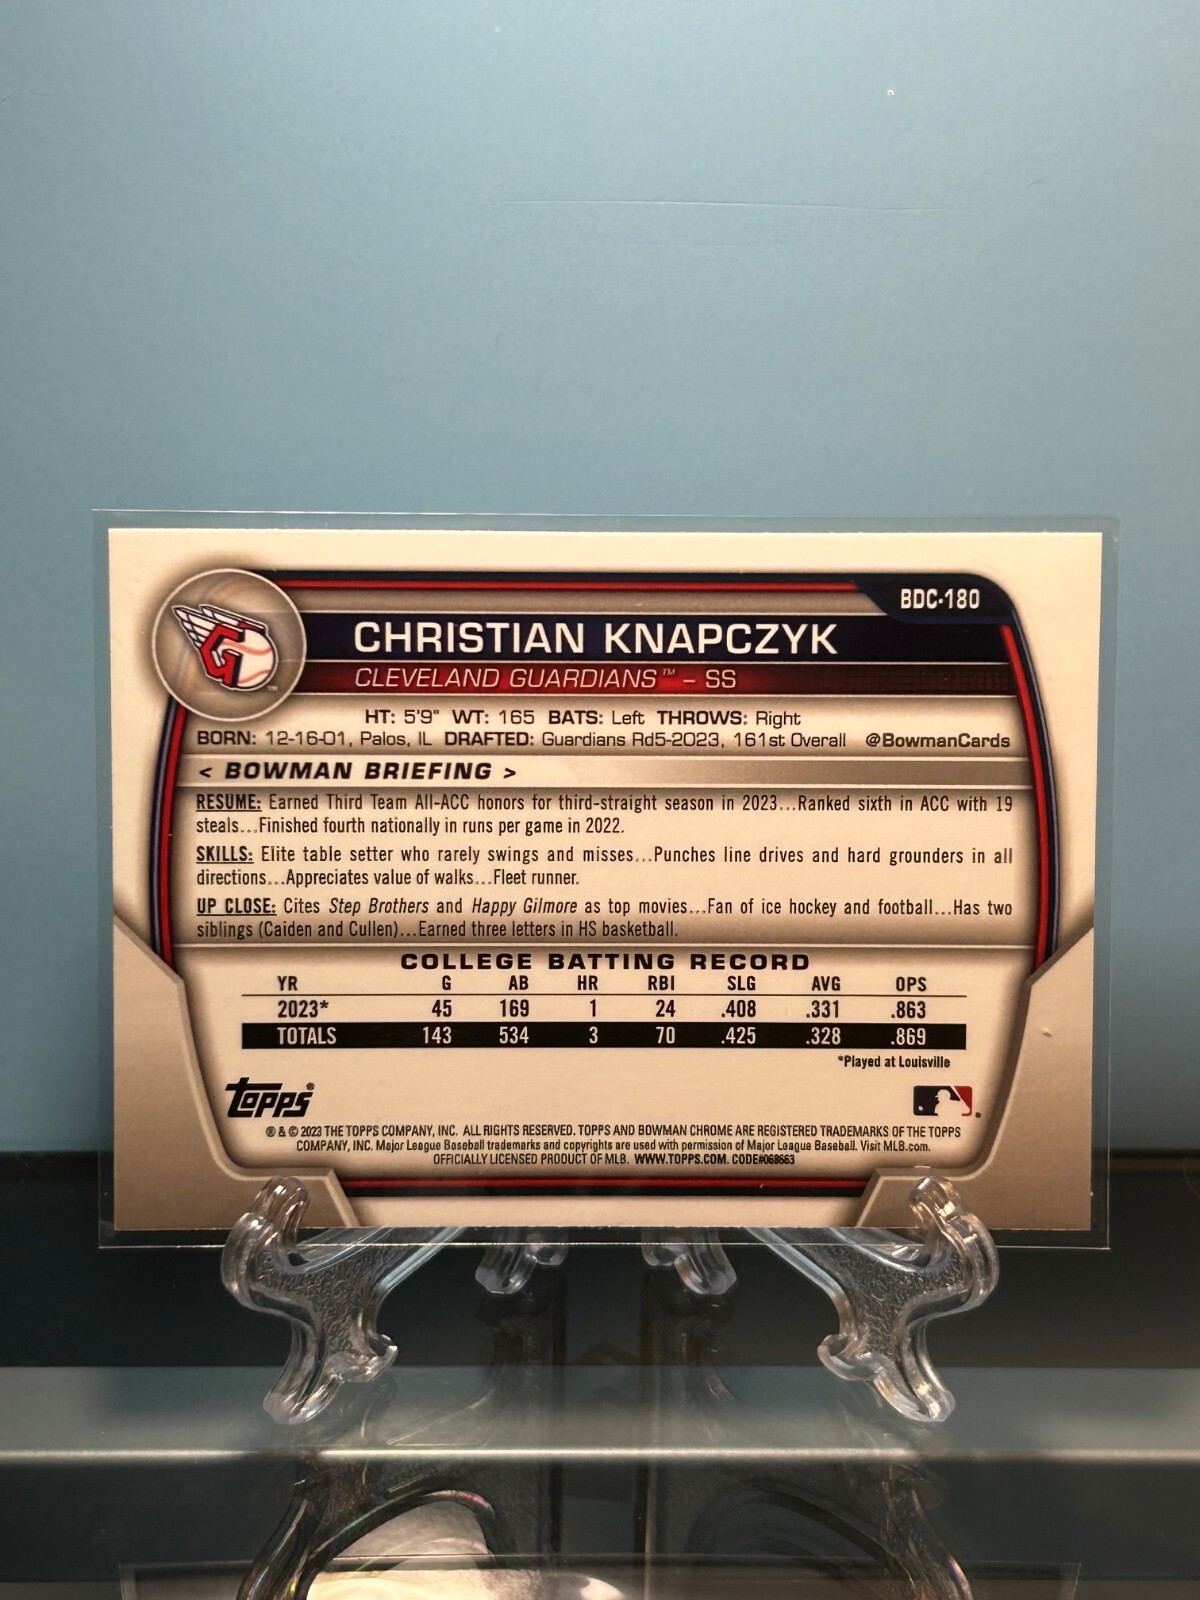 BDC-180
CHRISTIAN KNAPCZYK
CLEVELAND GUARDIANS™ – SS
HT: 5'9" WT: 165 BATS: Left THROWS: Right
BORN: 12-16-01, Palos, IL DRAFTED: Guardians Rd5-2023, 161st Overall @BowmanCards
< BOWMAN BRIEFING >
RESUME: Earned Third Team All-ACC honors for third-straight season in 2023...Ranked sixth in ACC with 19
steals...Finished fourth nationally in runs per game in 2022.
SKILLS: Elite table setter who rarely swings and misses...Punches line drives and hard grounders in all
directions...Appreciates value of walks...Fleet runner.
UP CLOSE: Cites Step Brothers and Happy Gilmore as top movies...Fan of ice hockey and football...Has two
siblings (Caiden and Cullen)...Earned three letters in HS basketball.
COLLEGE BATTING RECORD
YR G AB HR RBI SLG AVG OPS
2023* 45 169 1 24 .408 .331 .863
TOTALS 143 534 3 70 .425 .328 .869
*Played at Louisville
Topps®
® & © 2023 THE TOPPS COMPANY, INC. ALL RIGHTS RESERVED. TOPPS AND BOWMAN CHROME ARE REGISTERED TRADEMARKS OF THE TOPPS
COMPANY, INC. Major League Baseball trademarks and copyrights are used with permission of Major League Baseball. Visit MLB.com.
OFFICIALLY LICENSED PRODUCT OF MLB. WWW.TOPPS.COM. CODE#068663